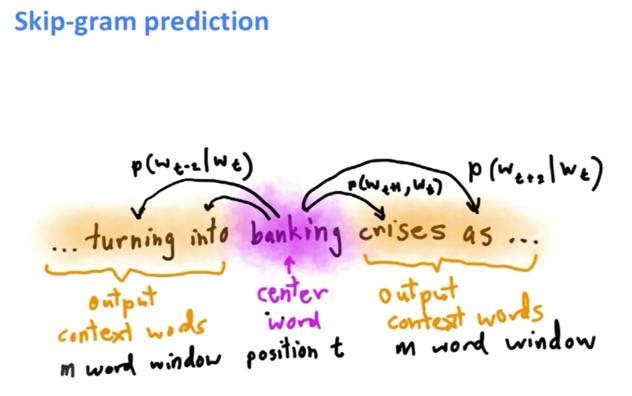 Skip-gram prediction
p(wt-2|wt)
p(wt+1, wt)
p(wt+2|wt)
... turning into banking crises as ...
output
context words
m word window
center
word
position t
output
context words
m word window